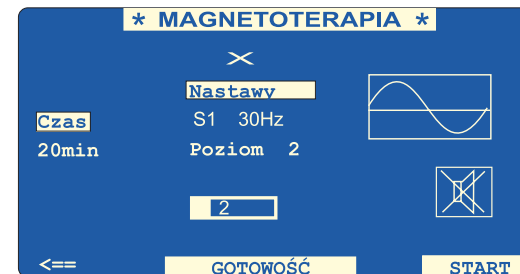 * MAGNETOTERAPIA *
Nastawy
Czas
S1 30Hz
20min
Poziom 2
2
<==
GOTOWOŚĆ
START